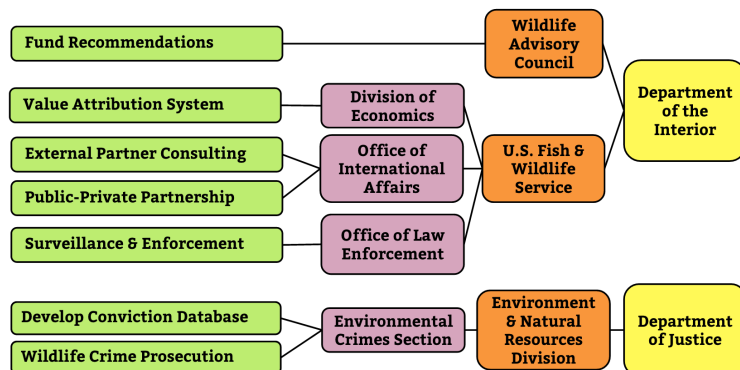 Fund Recommendations
Wildlife
Advisory
Council
Department
of the
Interior
Value Attribution System
Division of
Economics
External Partner Consulting
Public-Private Partnership
Office of
International
Affairs
U.S. Fish &
Wildlife
Service
Surveillance & Enforcement
Office of Law
Enforcement
Develop Conviction Database
Wildlife Crime Prosecution
Environmental
Crimes Section
Environment
& Natural
Resources
Division
Department
of Justice